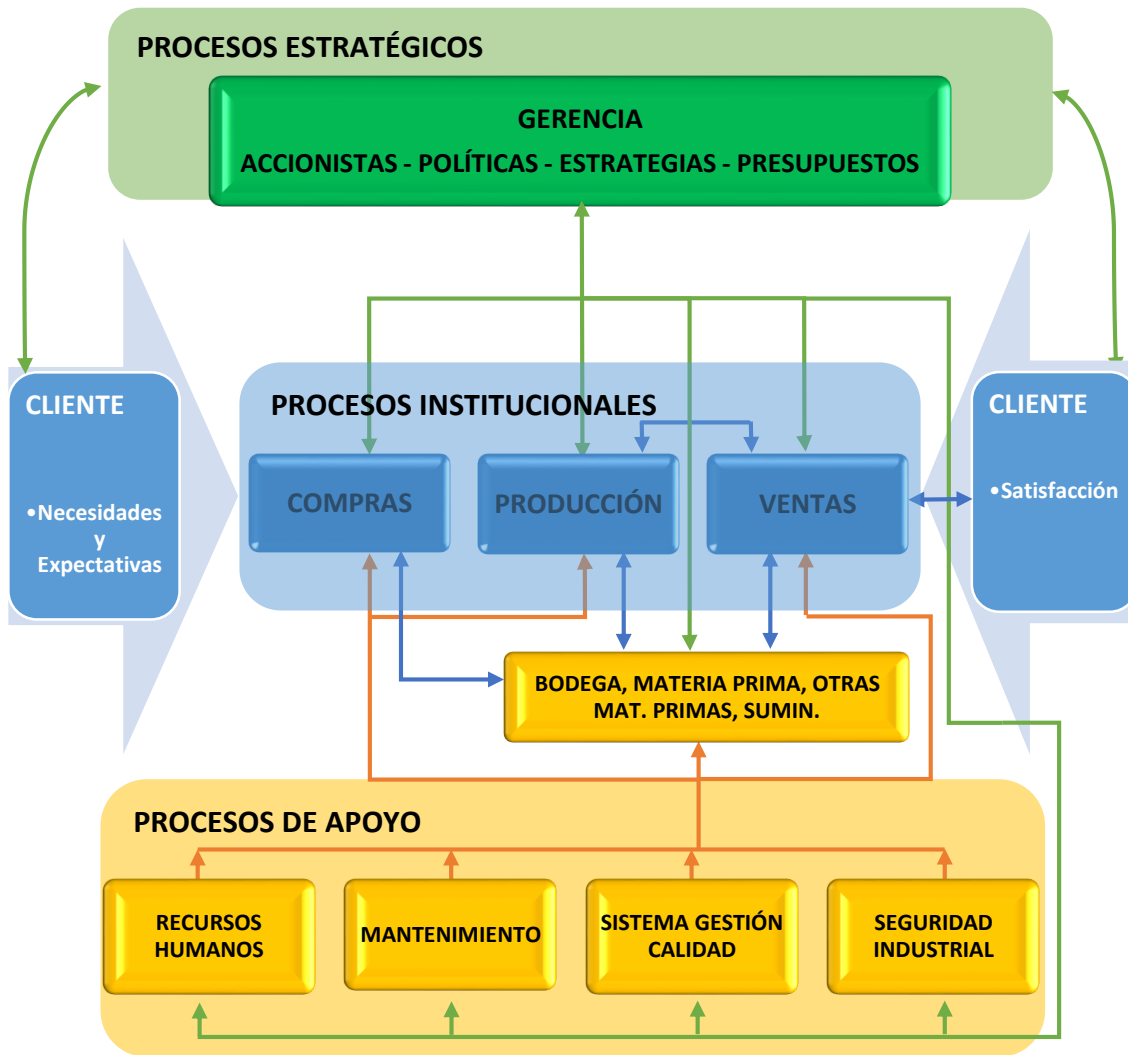 PROCESOS ESTRATÉGICOS
GERENCIA
ACCIONISTAS - POLÍTICAS - ESTRATEGIAS - PRESUPUESTOS
CLIENTE
•Necesidades
y
Expectativas
PROCESOS INSTITUCIONALES
COMPRAS
PRODUCCIÓN
VENTAS
CLIENTE
•Satisfacción
BODEGA, MATERIA PRIMA, OTRAS
MAT. PRIMAS, SUMIN.
PROCESOS DE APOYO
RECURSOS
HUMANOS
MANTENIMIENTO
SISTEMA GESTIÓN
CALIDAD
SEGURIDAD
INDUSTRIAL